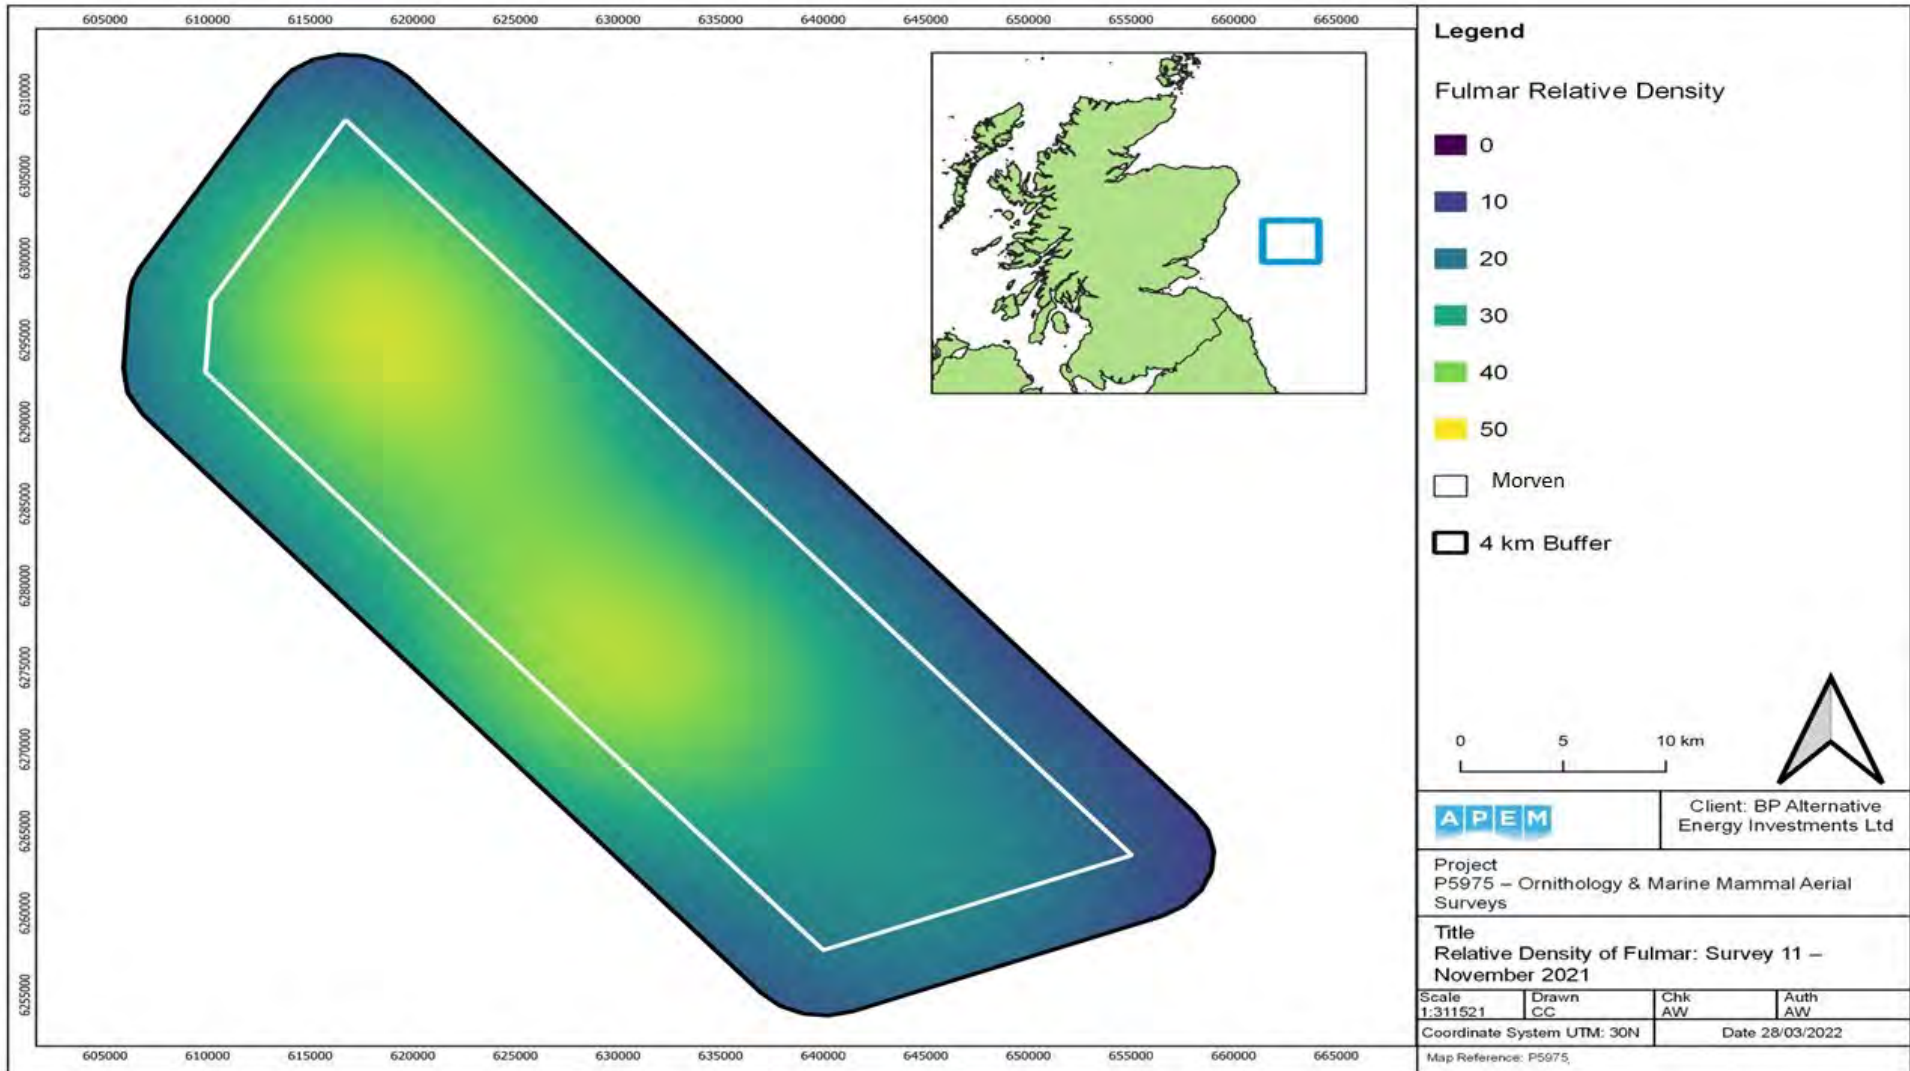 605000 610000 615000 620000 625000 630000 635000 640000 645000 650000 655000 660000 665000
6310000
6305000
6300000
6295000
6290000
6285000
6280000
6275000
6270000
6265000
6260000
6255000
605000 610000 615000 620000 625000 630000 635000 640000 645000 650000 655000 660000 665000
Legend
Fulmar Relative Density
0
10
20
30
40
50
Morven
4 km Buffer
0 5 10 km
APEM
Client: BP Alternative
Energy Investments Ltd
Project
P5975 – Ornithology & Marine Mammal Aerial
Surveys
Title
Relative Density of Fulmar: Survey 11 –
November 2021
Scale Drawn Chk Auth
1:311521 CC AW AW
Coordinate System UTM: 30N Date 28/03/2022
Map Reference: P5975